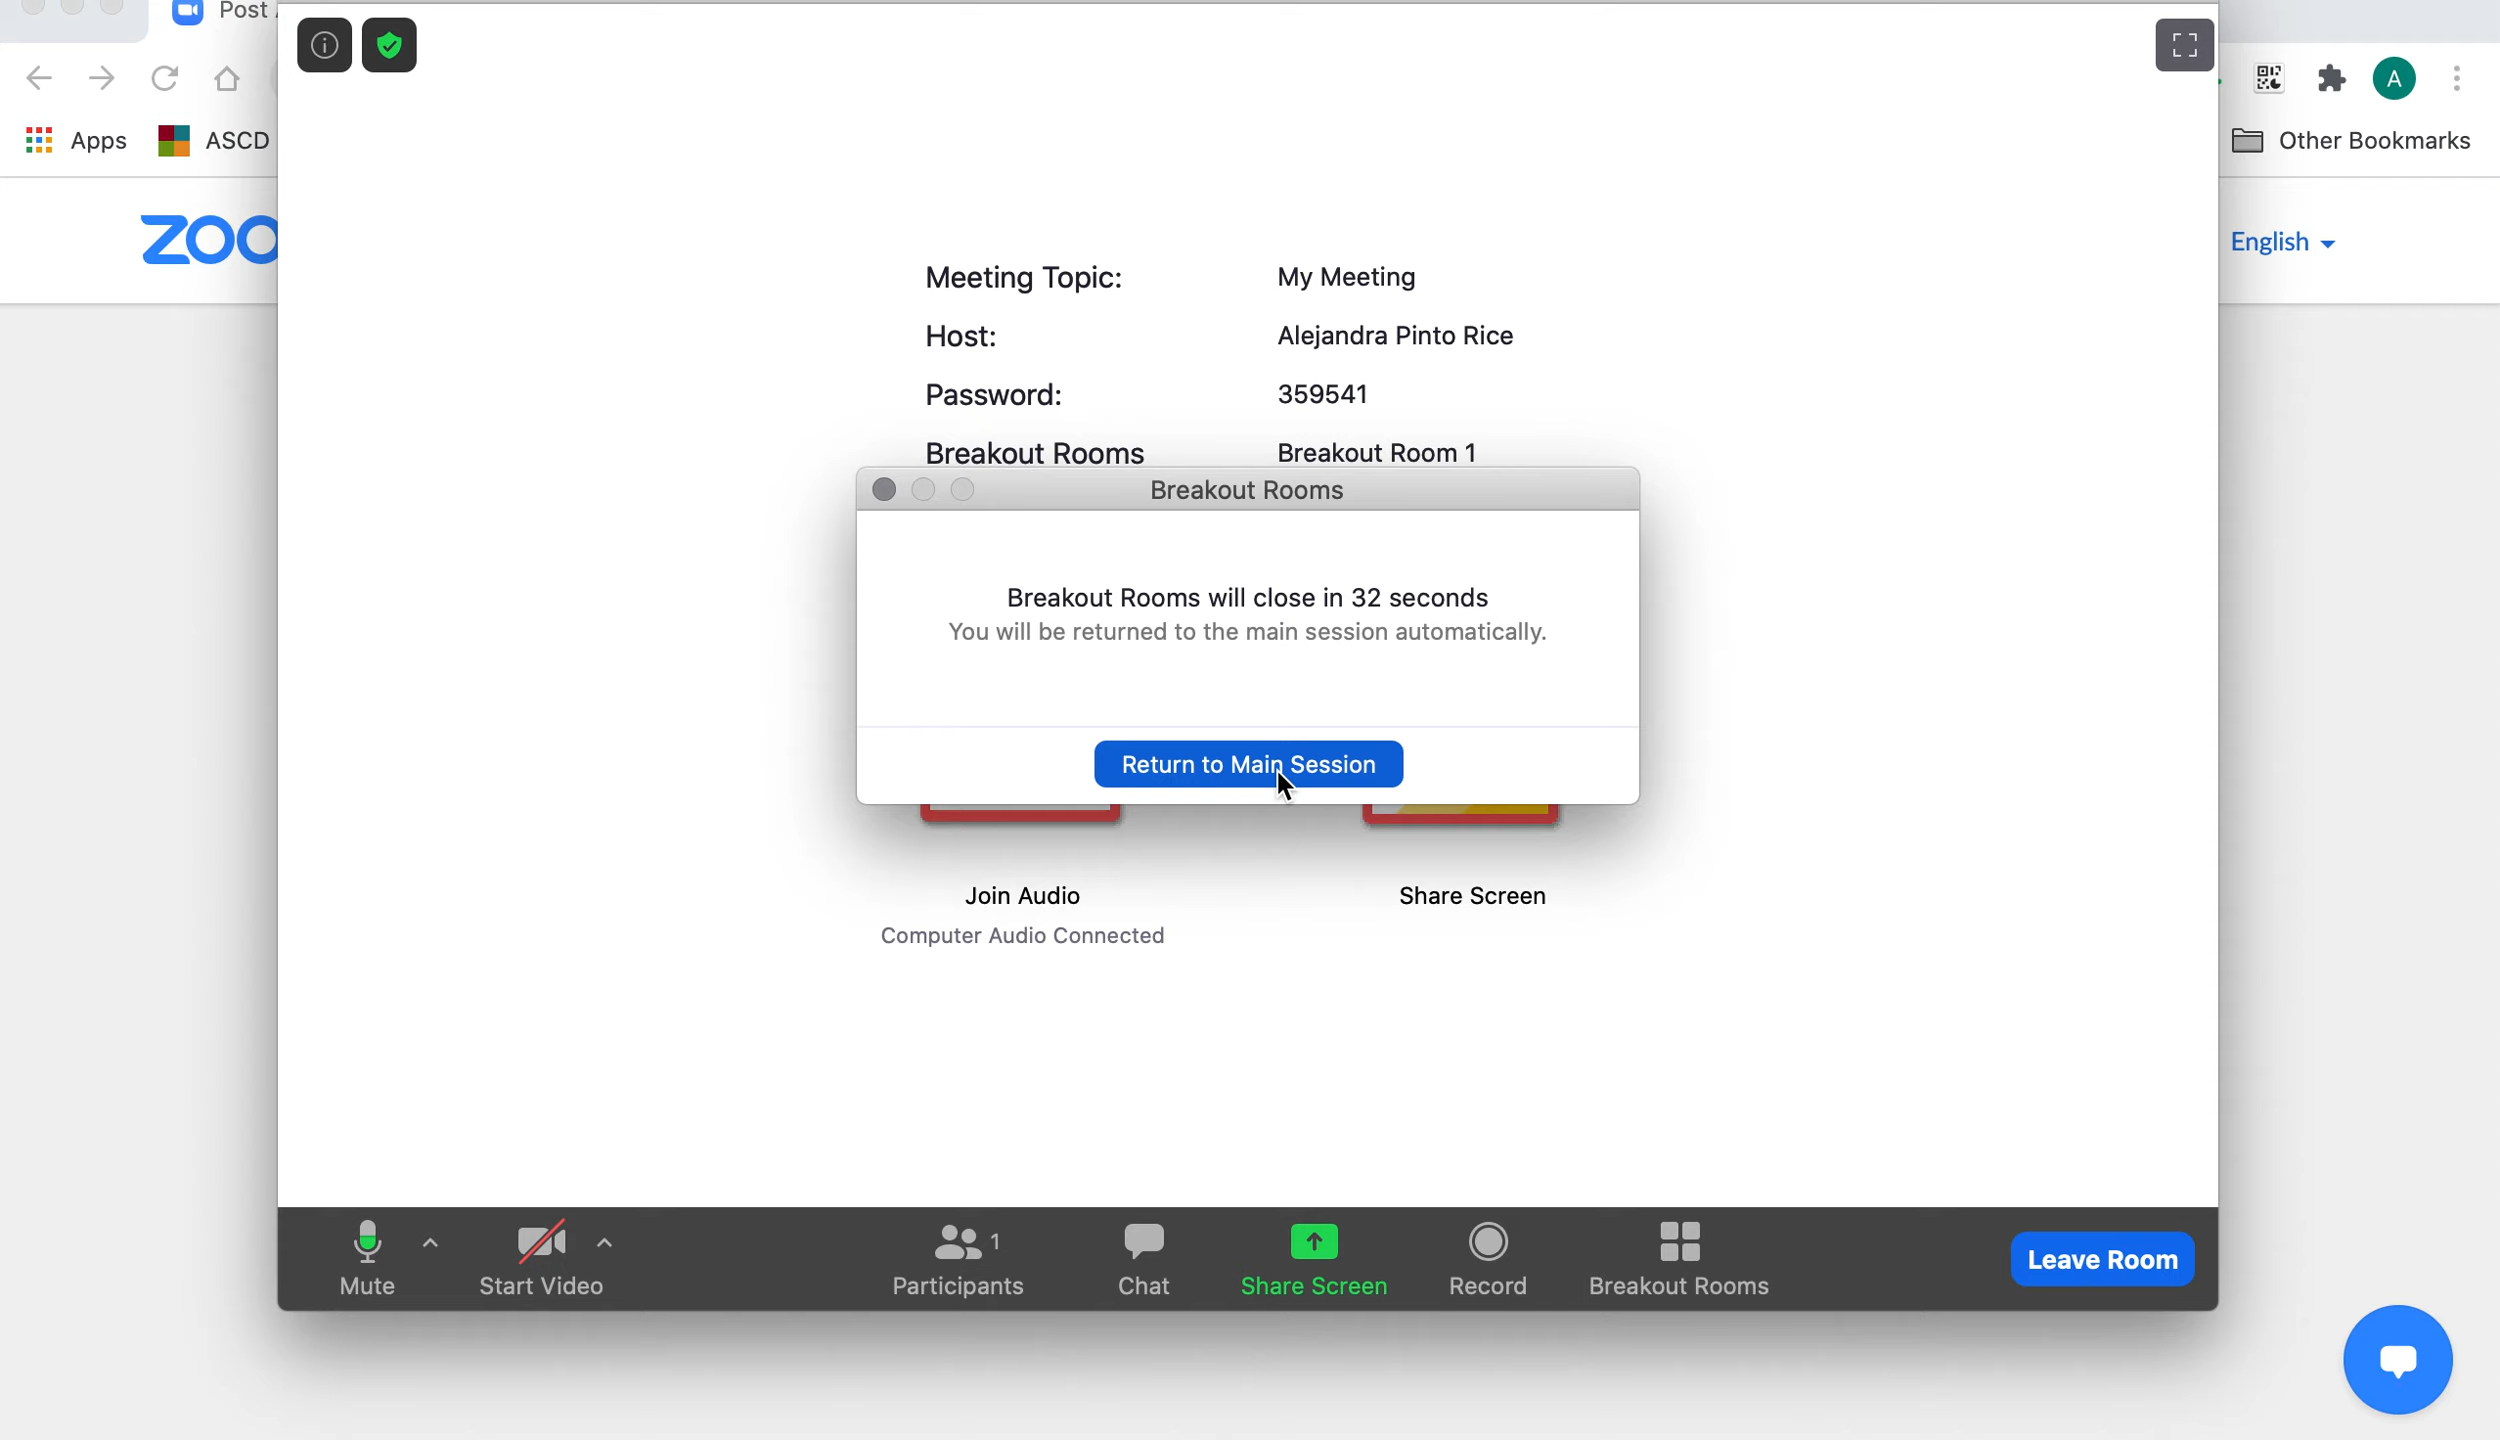 Post
A
Apps
ASCD
Other Bookmarks
ZOO
English
Meeting Topic: My Meeting
Host: Alejandra Pinto Rice
Password: 359541
Breakout Rooms Breakout Room 1
Breakout Rooms
Breakout Rooms will close in 32 seconds
You will be returned to the main session automatically.
Return to Main Session
Join Audio Share Screen
Computer Audio Connected
1
Mute Start Video Participants Chat Share Screen Record Breakout Rooms Leave Room